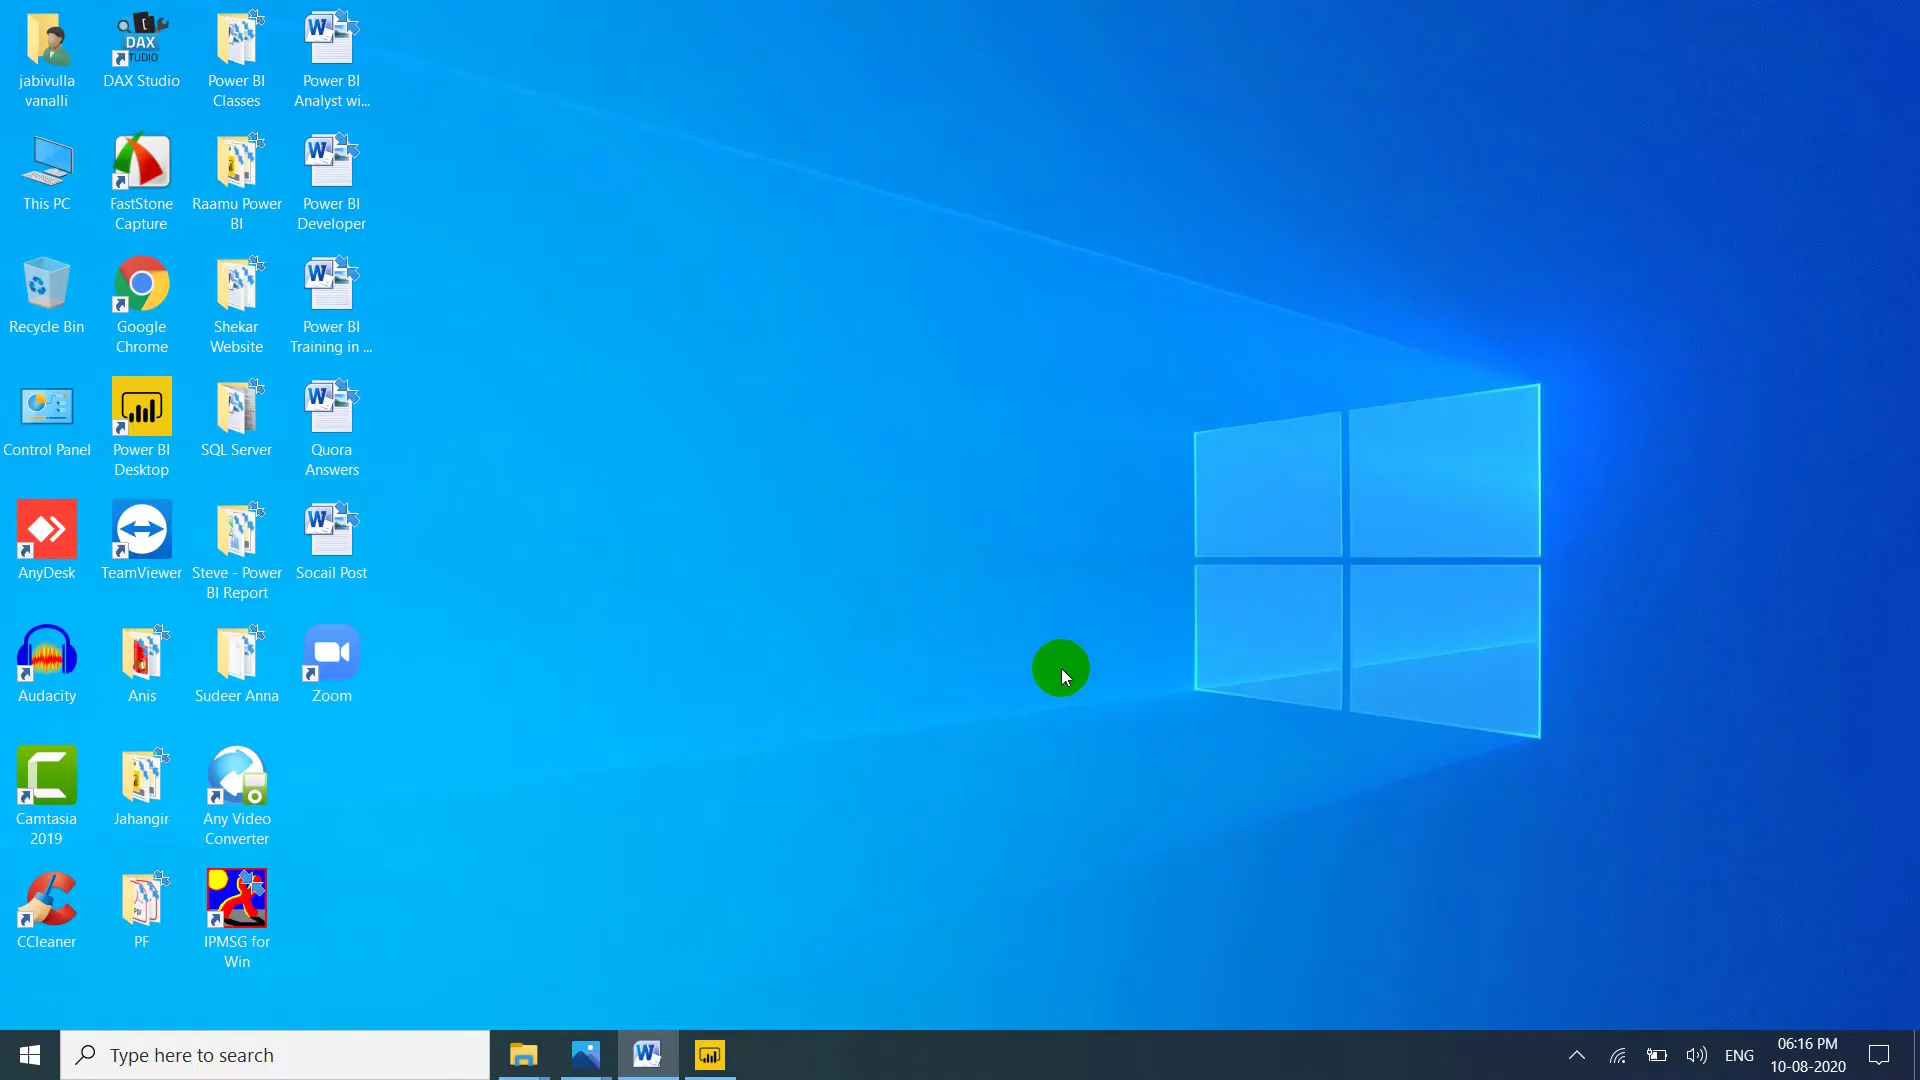 jabivulla
vanalli
DAX
TUDIO
DAX Studio
Power BI
Classes
Power BI
Analyst wi...
This PC
FastStone
Capture
Raamu Power
BI
Power BI
Developer
Recycle Bin
Google
Chrome
Shekar
Website
Power BI
Training in ...
Control Panel
Power BI
Desktop
SQL Server
Quora
Answers
AnyDesk
TeamViewer
Steve - Power
BI Report
Socail Post
Audacity
Anis
Sudeer Anna
Zoom
Camtasia
2019
Jahangir
Any Video
Converter
CCleaner
PF
IPMSG for
Win
Type here to search
ENG
06:16 PM
10-08-2020